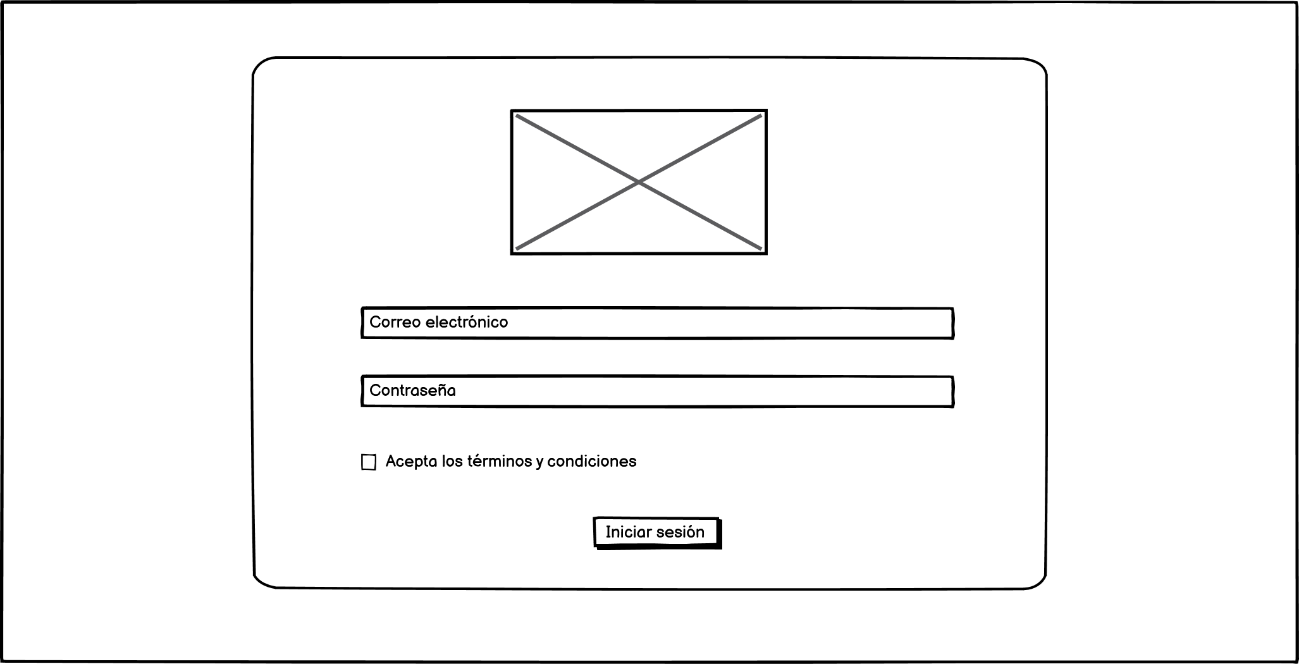 Correo electrónico
Contraseña
Acepta los términos y condiciones
Iniciar sesión